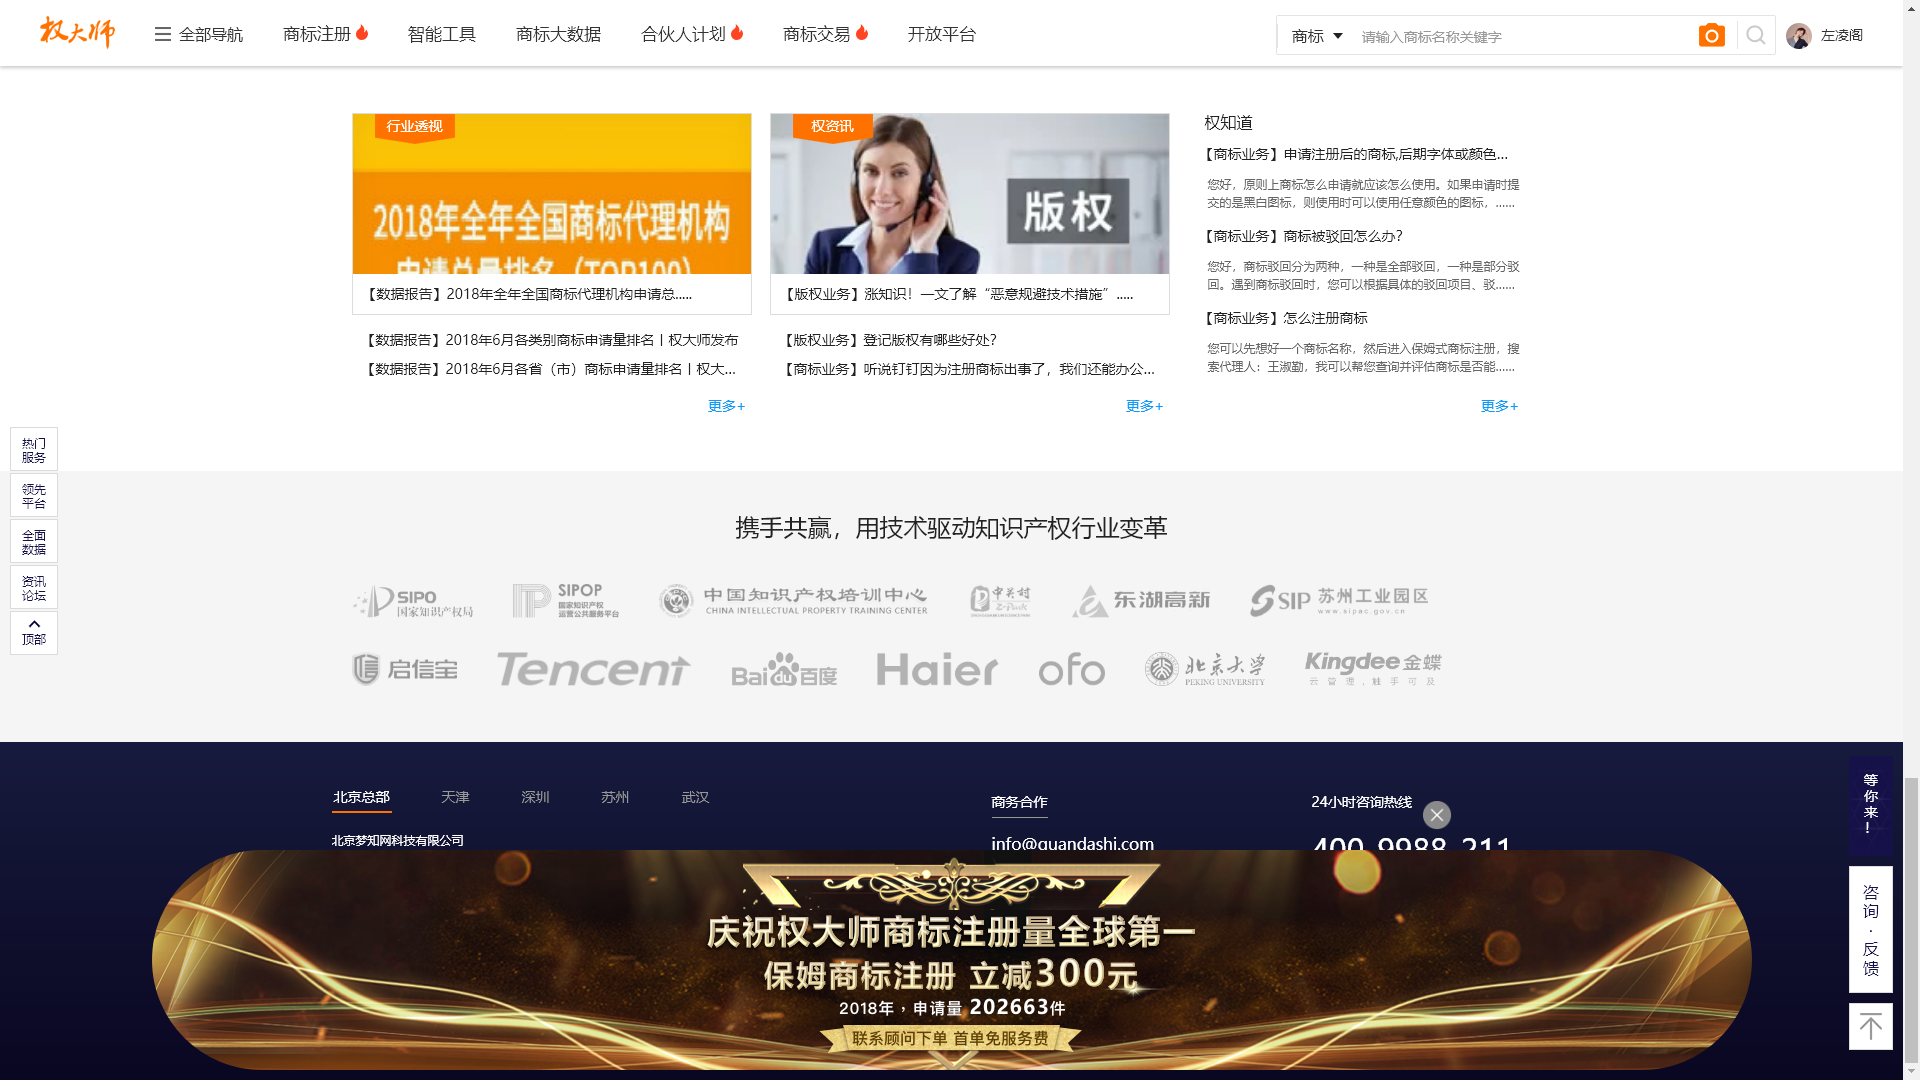 权大师
全部导航
商标注册
智能工具
商标大数据
合伙人计划
商标交易
开放平台
商标
请输入商标名称关键字
左凌阁
行业透视
2018年全年全国商标代理机构
申请总量排名（TOP100）
【数据报告】2018年全年全国商标代理机构申请总.....
【数据报告】2018年6月各类别商标申请量排名丨权大师发布
【数据报告】2018年6月各省（市）商标申请量排名丨权大...
更多+
权资讯
版权
【版权业务】涨知识！一文了解“恶意规避技术措施” .....
【版权业务】登记版权有哪些好处？
【商标业务】听说钉钉因为注册商标出事了，我们还能办公...
更多+
权知道
【商标业务】申请注册后的商标,后期字体或颜色...
您好，原则上商标怎么申请就应该怎么使用。如果申请时提
交的是黑白图标，则使用时可以使用任意颜色的图标，......
【商标业务】商标被驳回怎么办？
您好，商标驳回分为两种，一种是全部驳回，一种是部分驳
回。遇到商标驳回时，您可以根据具体的驳回项目、驳......
【商标业务】怎么注册商标
您可以先想好一个商标名称，然后进入保姆式商标注册，搜
索代理人：王淑勤，我可以帮您查询并评估商标是否能......
更多+
热门
服务
领先
平台
全面
数据
资讯
论坛
顶部
携手共赢，用技术驱动知识产权行业变革
SIPO
国家知识产权局
SIPOP
国家知识产权
运营公共服务平台
中国知识产权培训中心
CHINA INTELLECTUAL PROPERTY TRAINING CENTER
中关村
Z-Park
东湖高新
SIP 苏州工业园区
www.sipac.gov.cn
启信宝
Tencent
Baidu百度
Haier
ofo
北京大学
PEKING UNIVERSITY
Kingdee金蝶
云管理，触手可及
北京总部
天津
深圳
苏州
武汉
北京梦知网科技有限公司
商务合作
info@quandashi.com
24小时咨询热线
400-9988-211
庆祝权大师商标注册量全球第一
保姆商标注册 立减300元
2018年，申请量 202663件
联系顾问下单 首单免服务费
等你来！
咨询·反馈